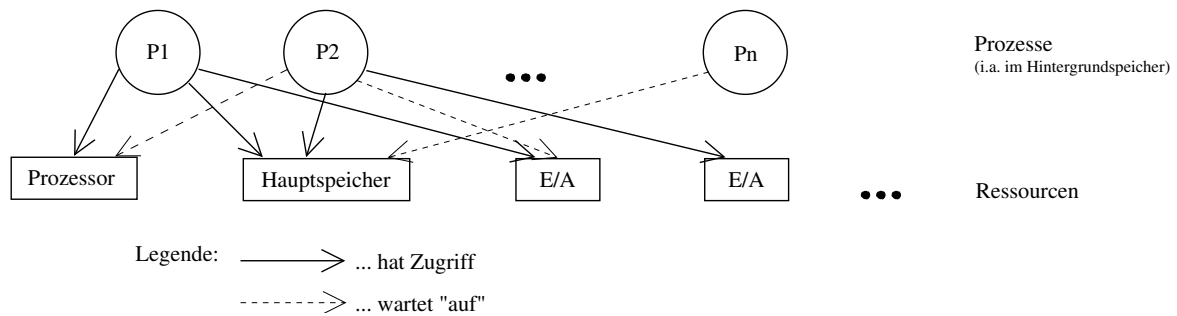 P1
P2
Pn
Prozesse
(i.a. im Hintergrundspeicher)
Prozessor
Hauptspeicher
E/A
E/A
Ressourcen
Legende:
... hat Zugriff
... wartet "auf"